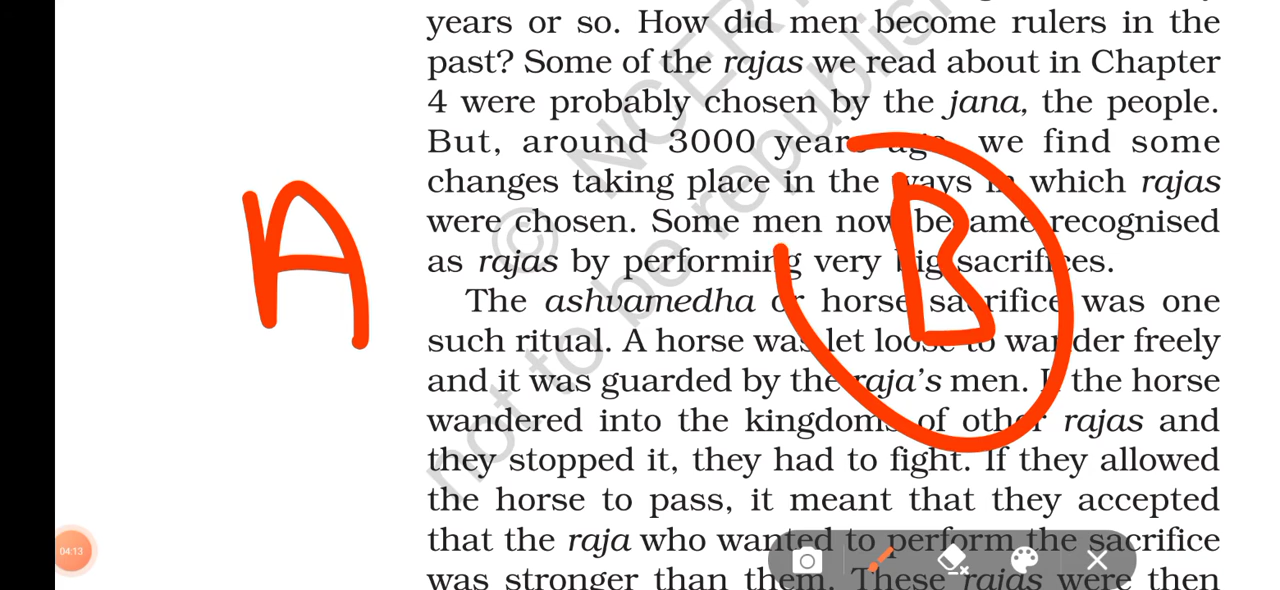 years or so. How did men become rulers in the
past? Some of the rajas we read about in Chapter
4 were probably chosen by the jana, the people.
But, around 3000 years ago, we find some
changes taking place in the ways in which rajas
were chosen. Some men now became recognised
as rajas by performing very big sacrifices.
The ashvamedha or horse sacrifice was one
such ritual. A horse was let loose to wander freely
and it was guarded by the raja's men. If the horse
wandered into the kingdoms of other rajas and
they stopped it, they had to fight. If they allowed
the horse to pass, it meant that they accepted
that the raja who wanted to perform the sacrifice
was stronger than them. These rajas were then
A
B
© NCERT
not to be republished
04:13